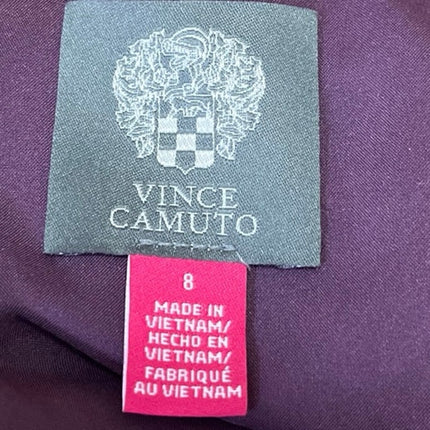 VINCE
CAMUTO
8
MADE IN
VIETNAM/
HECHO EN
VIETNAM/
FABRIQUÉ
AU VIETNAM